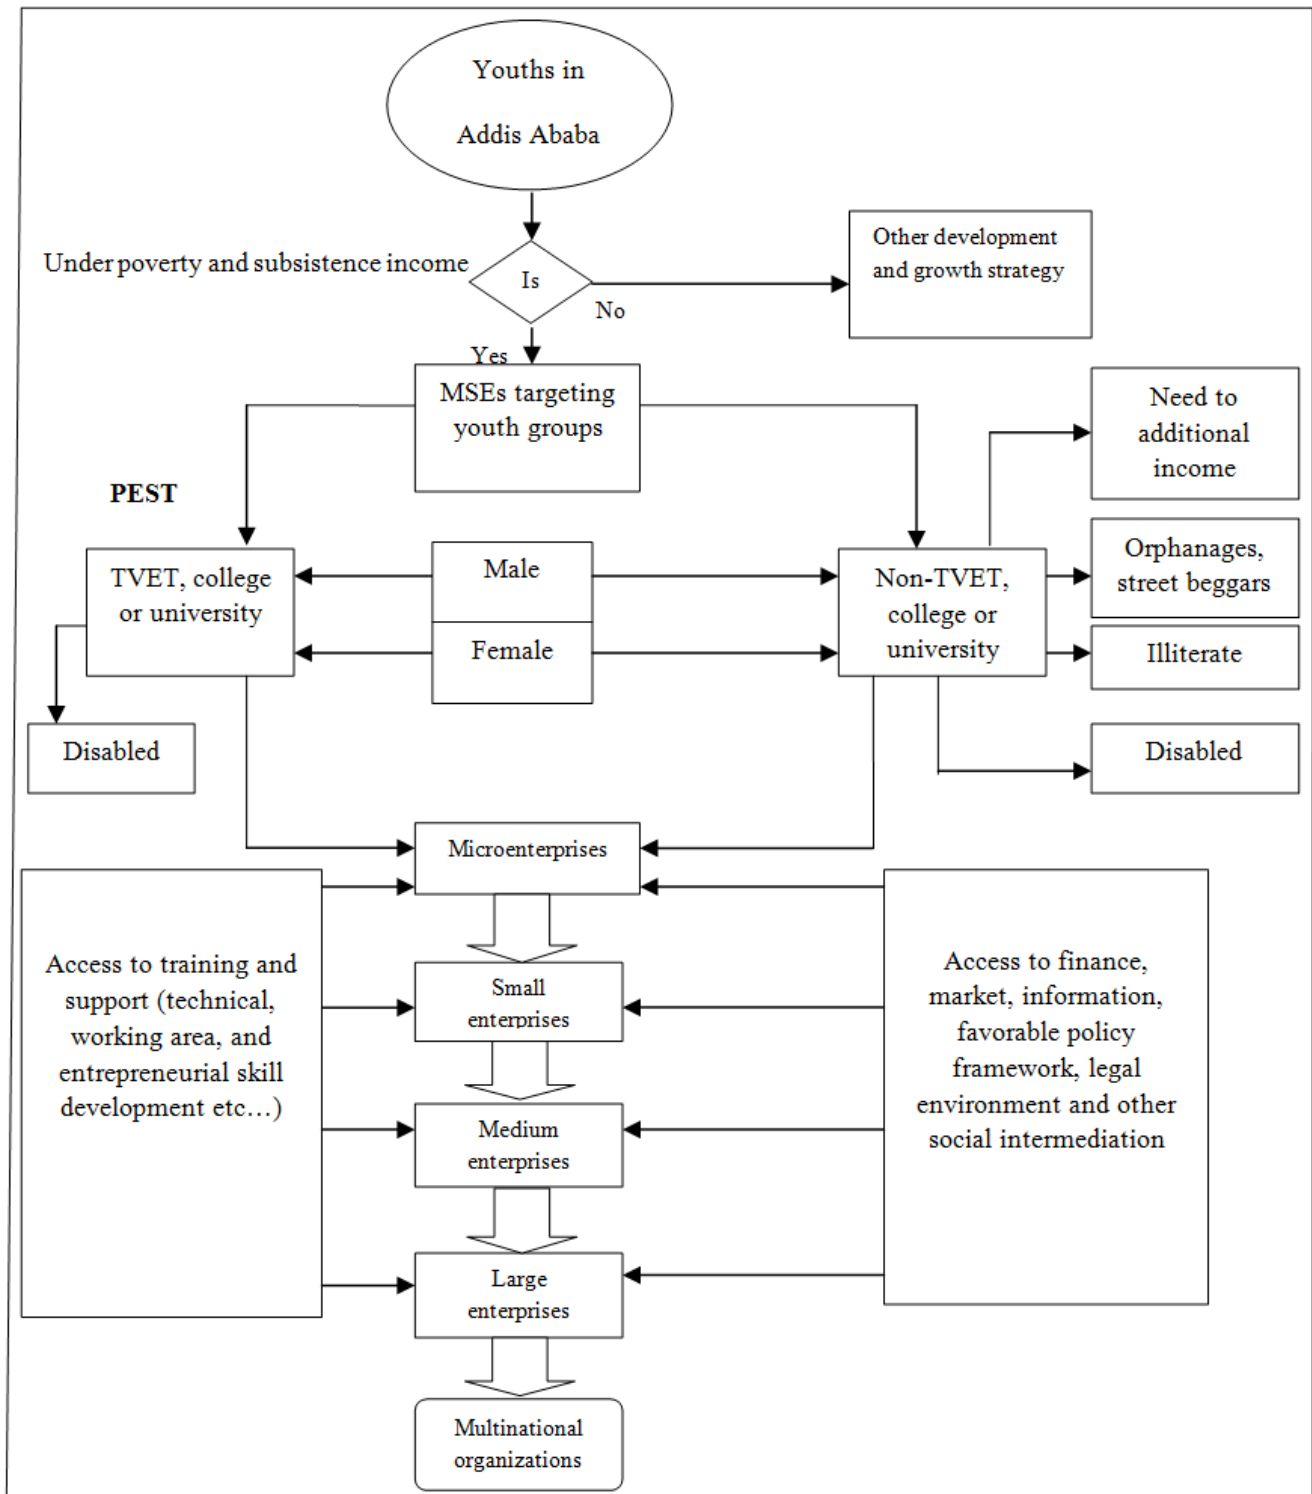 Youths in
Addis Ababa
Under poverty and subsistence income
Is
No
Other development
and growth strategy
Yes
MSEs targeting
youth groups
Need to
additional
income
PEST
TVET, college
or university
Male
Female
Non-TVET,
college or
university
Orphanages,
street beggars
Illiterate
Disabled
Disabled
Microenterprises
Access to training and
support (technical,
working area, and
entrepreneurial skill
development etc...)
Small
enterprises
Medium
enterprises
Large
enterprises
Access to finance,
market, information,
favorable policy
framework, legal
environment and other
social intermediation
Multinational
organizations